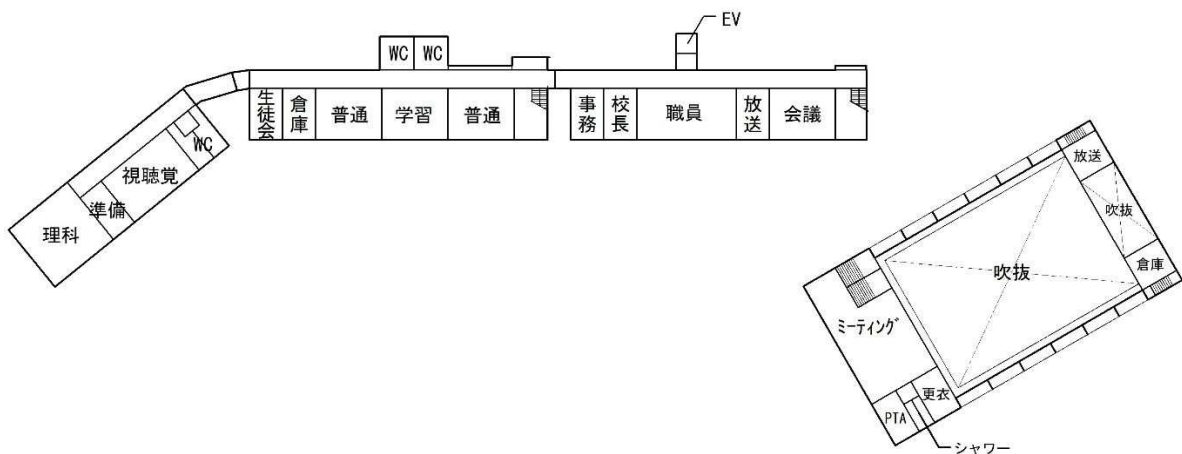 EV
WC
WC
生徒会
倉庫
普通
学習
普通
事務
校長
職員
放送
会議
WC
視聴覚
準備
理科
放送
吹抜
倉庫
吹抜
ミーティング
更衣
PTA
シャワー